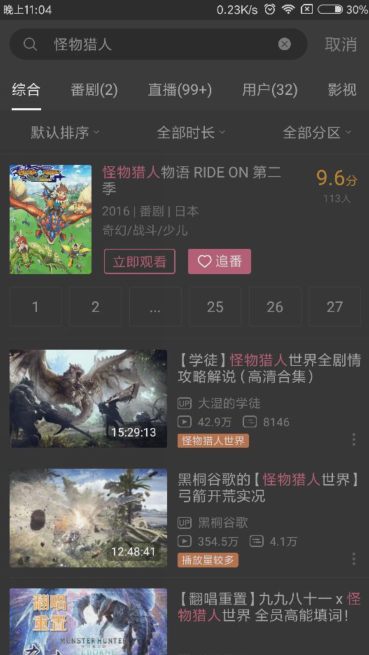 晚上11:04
0.23K/s
30%
怪物猎人
取消
综合
番剧(2)
直播(99+)
用户(32)
影视
默认排序
全部时长
全部分区
怪物猎人物语 RIDE ON 第二
季
9.6分
113人
2016 | 番剧 | 日本
奇幻/战斗/少儿
立即观看
追番
1
2
...
25
26
27
【学徒】怪物猎人世界全剧情
攻略解说（高清合集）
15:29:13
UP 大湿的学徒
42.9万
8146
怪物猎人世界
黑桐谷歌的【怪物猎人世界】
弓箭开荒实况
12:48:41
UP 黑桐谷歌
354.5万
4.1万
播放量较多
翻唱
重置
MONSTER HUNTER
【翻唱重置】九九八十一 x 怪
物猎人世界 全员高能填词！